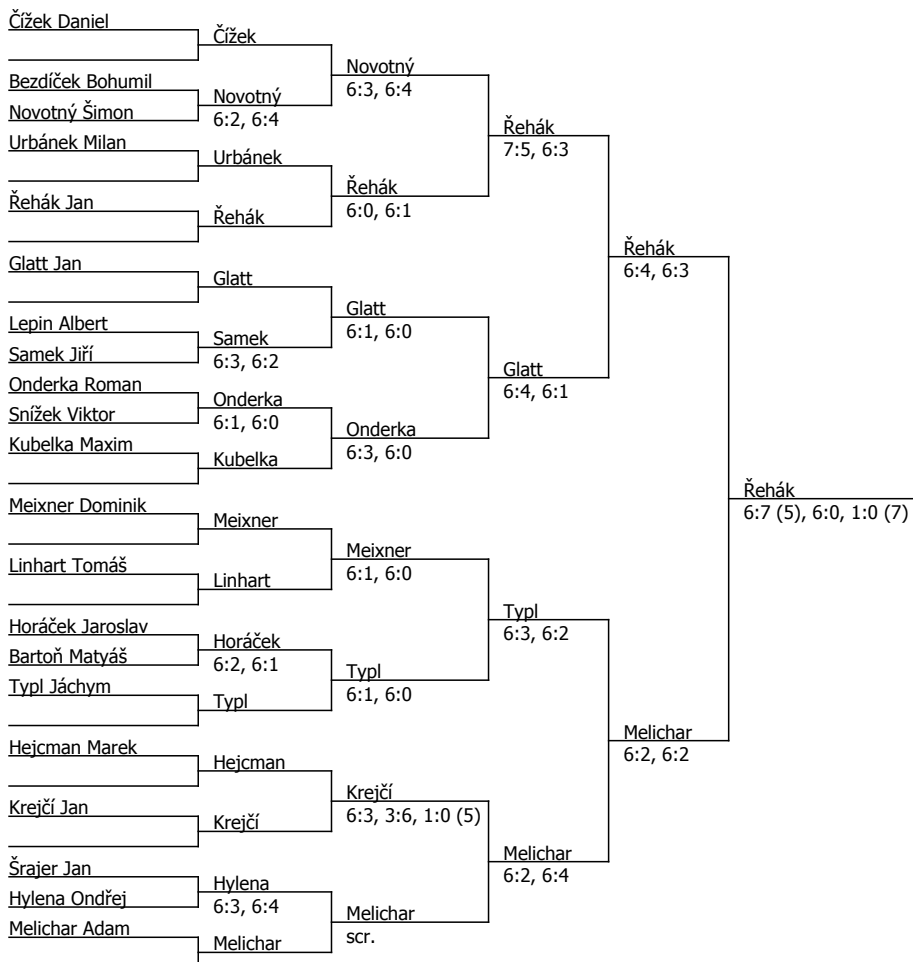 Čížek Daniel
Bezdíček Bohumil
Novotný Šimon
Urbánek Milan
Řehák Jan
Glatt Jan
Lepin Albert
Samek Jiří
Onderka Roman
Snížek Viktor
Kubelka Maxim
Meixner Dominik
Linhart Tomáš
Horáček Jaroslav
Bartoň Matyáš
Typl Jáchym
Hejcman Marek
Krejčí Jan
Šrajer Jan
Hylena Ondřej
Melichar Adam
Čížek
Novotný
6:2, 6:4
Urbánek
Řehák
Glatt
Samek
6:3, 6:2
Onderka
6:1, 6:0
Kubelka
Meixner
Linhart
Horáček
6:2, 6:1
Typl
Hejcman
Krejčí
Hylena
6:3, 6:4
Melichar
Novotný
6:3, 6:4
Řehák
6:0, 6:1
Glatt
6:1, 6:0
Onderka
6:3, 6:0
Meixner
6:1, 6:0
Typl
6:1, 6:0
Krejčí
6:3, 3:6, 1:0 (5)
Melichar
scr.
Řehák
7:5, 6:3
Glatt
6:4, 6:1
Typl
6:3, 6:2
Melichar
6:2, 6:4
Řehák
6:4, 6:3
Melichar
6:2, 6:2
Řehák
6:7 (5), 6:0, 1:0 (7)